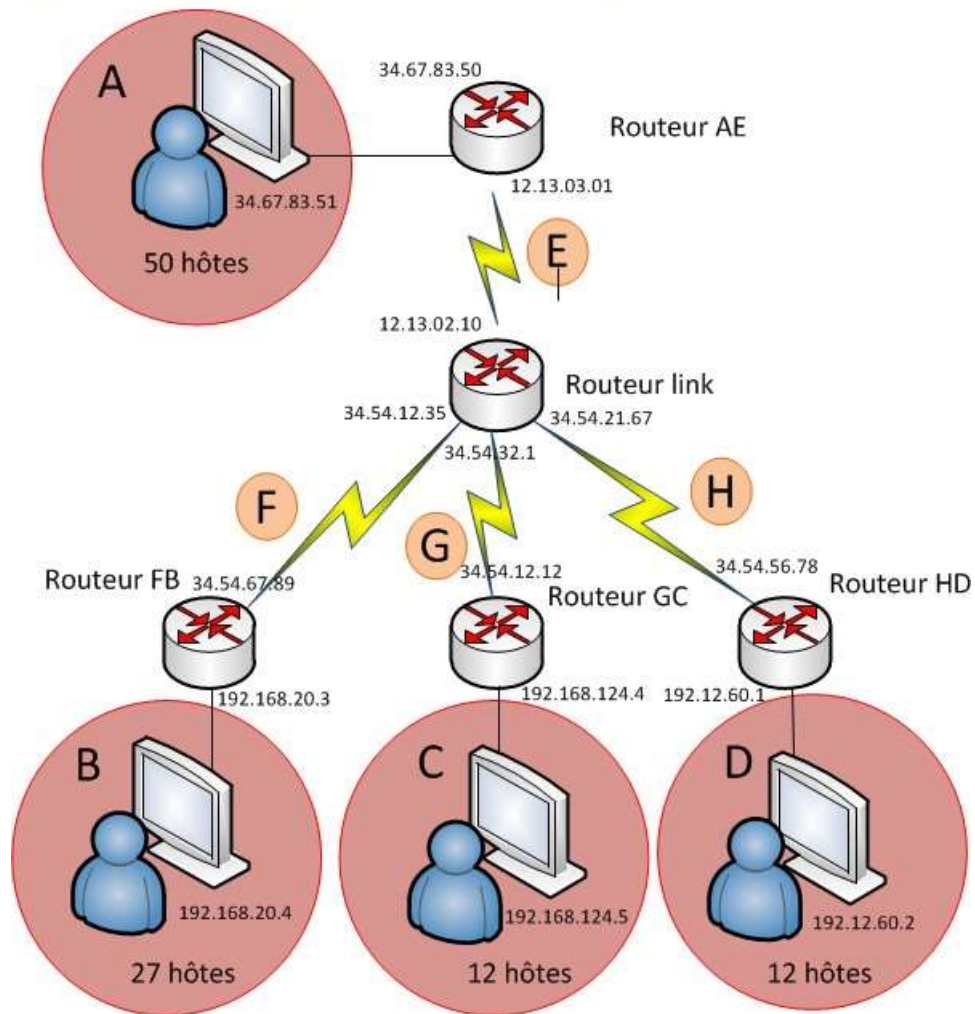 A
34.67.83.50
Routeur AE
34.67.83.51
12.13.03.01
50 hôtes
E
12.13.02.10
Routeur link
34.54.12.35
34.54.21.67
34.54.32.1
F
G
H
Routeur FB
34.54.67.89
34.54.12.12
Routeur GC
34.54.56.78
Routeur HD
192.168.20.3
192.168.124.4
192.12.60.1
B
C
D
192.168.20.4
192.168.124.5
192.12.60.2
27 hôtes
12 hôtes
12 hôtes